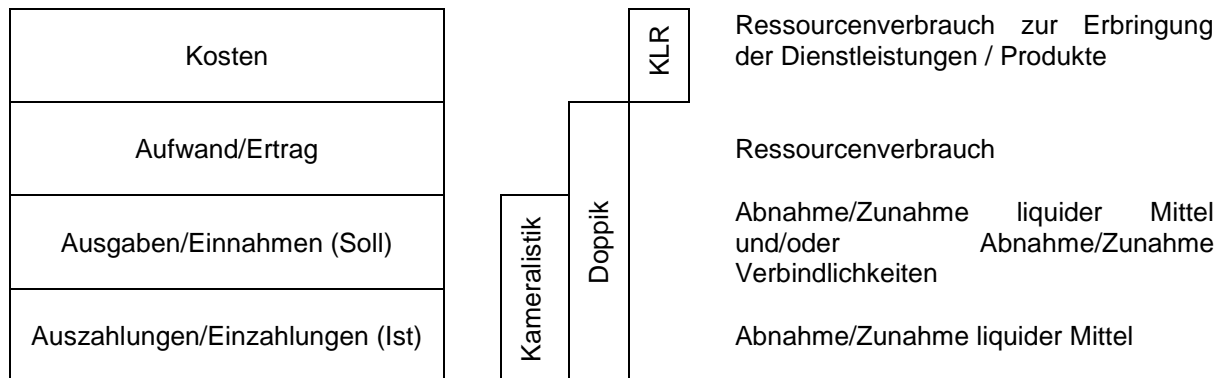 Kosten
KLR
Ressourcenverbrauch zur Erbringung
der Dienstleistungen / Produkte
Aufwand/Ertrag
Ressourcenverbrauch
Ausgaben/Einnahmen (Soll)
Kameralistik
Doppik
Abnahme/Zunahme liquider Mittel
und/oder Abnahme/Zunahme
Verbindlichkeiten
Auszahlungen/Einzahlungen (Ist)
Abnahme/Zunahme liquider Mittel